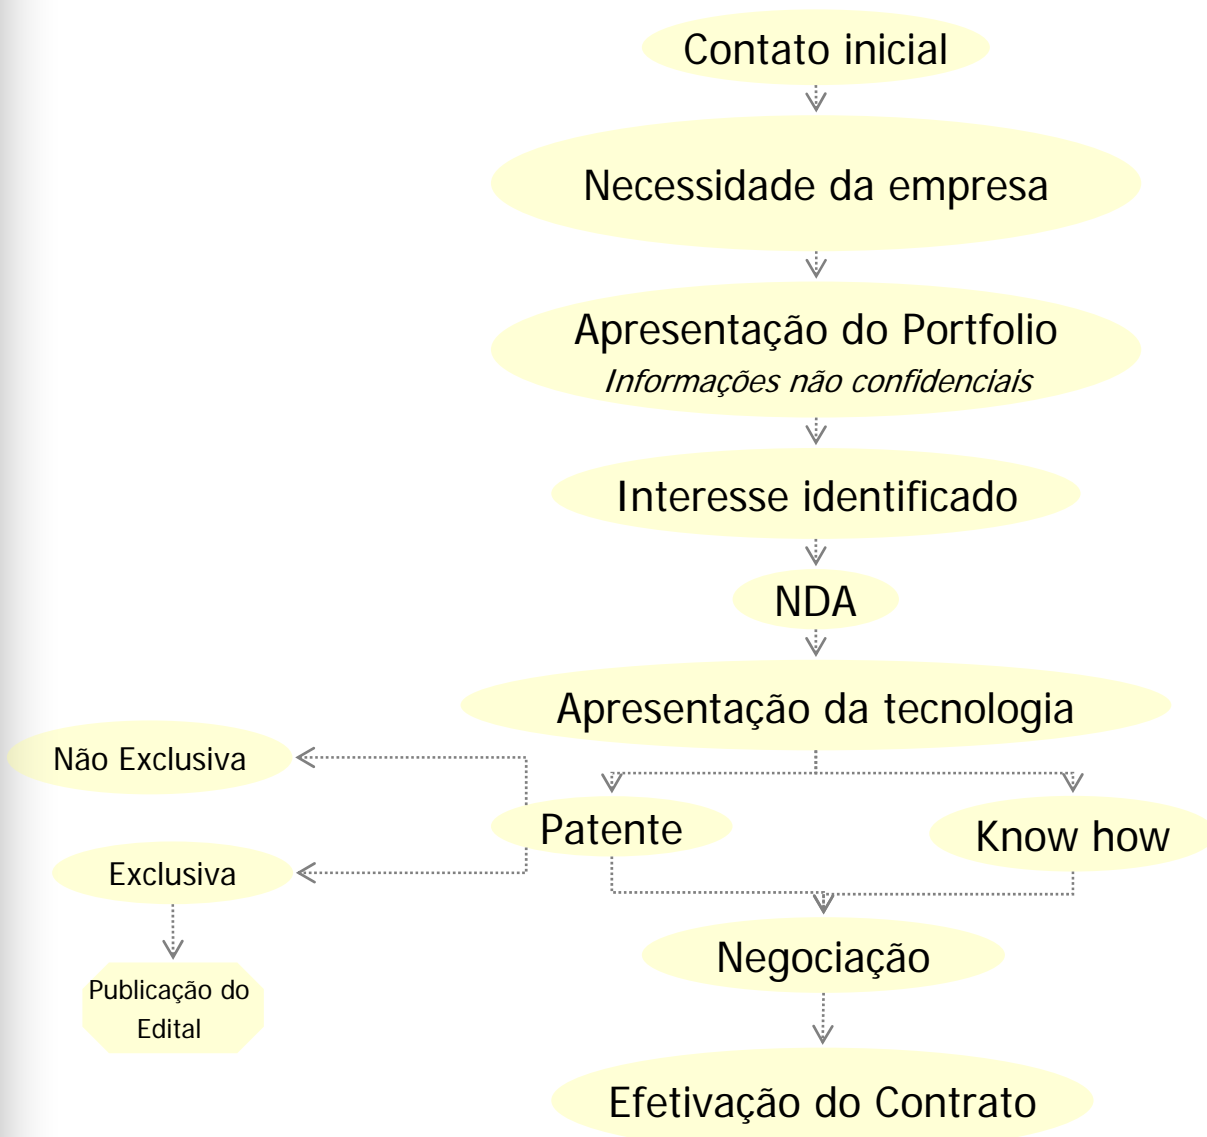 Contato inicial
Necessidade da empresa
Apresentação do Portfolio
Informações não confidenciais
Interesse identificado
NDA
Apresentação da tecnologia
Não Exclusiva
Patente
Know how
Exclusiva
Negociação
Publicação do
Edital
Efetivação do Contrato